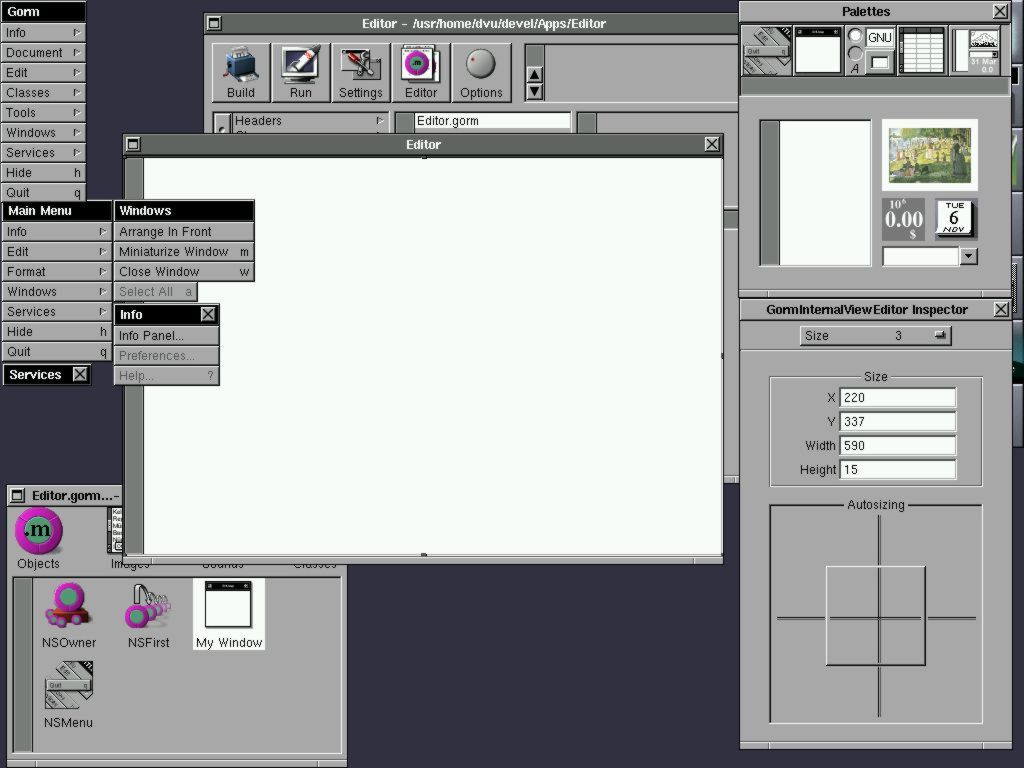 Gorm
Info
Document
Edit
Classes
Tools
Windows
Services
Hide h
Quit q
Main Menu
Info
Edit
Format
Windows
Services
Hide h
Quit q
Services
Windows
Arrange In Front
Miniaturize Window m
Close Window w
Select All a
Info
Info Panel...
Preferences...
Help... ?
Editor - /usr/home/dvu/devel/Apps/Editor
Build Run Settings Editor Options
Headers
Editor.gorm
Editor
Palettes
Quit q
GNU
A
31 Mar
0.0
10⁶
0.00
$
TUE
6
NOV
GormInternalViewEditor Inspector
Size 3
Size
X 220
Y 337
Width 590
Height 15
Autosizing
Editor.gorm...-
.m
Objects Images Sounds Classes
NSOwner NSFirst My Window
Quit q
NSMenu